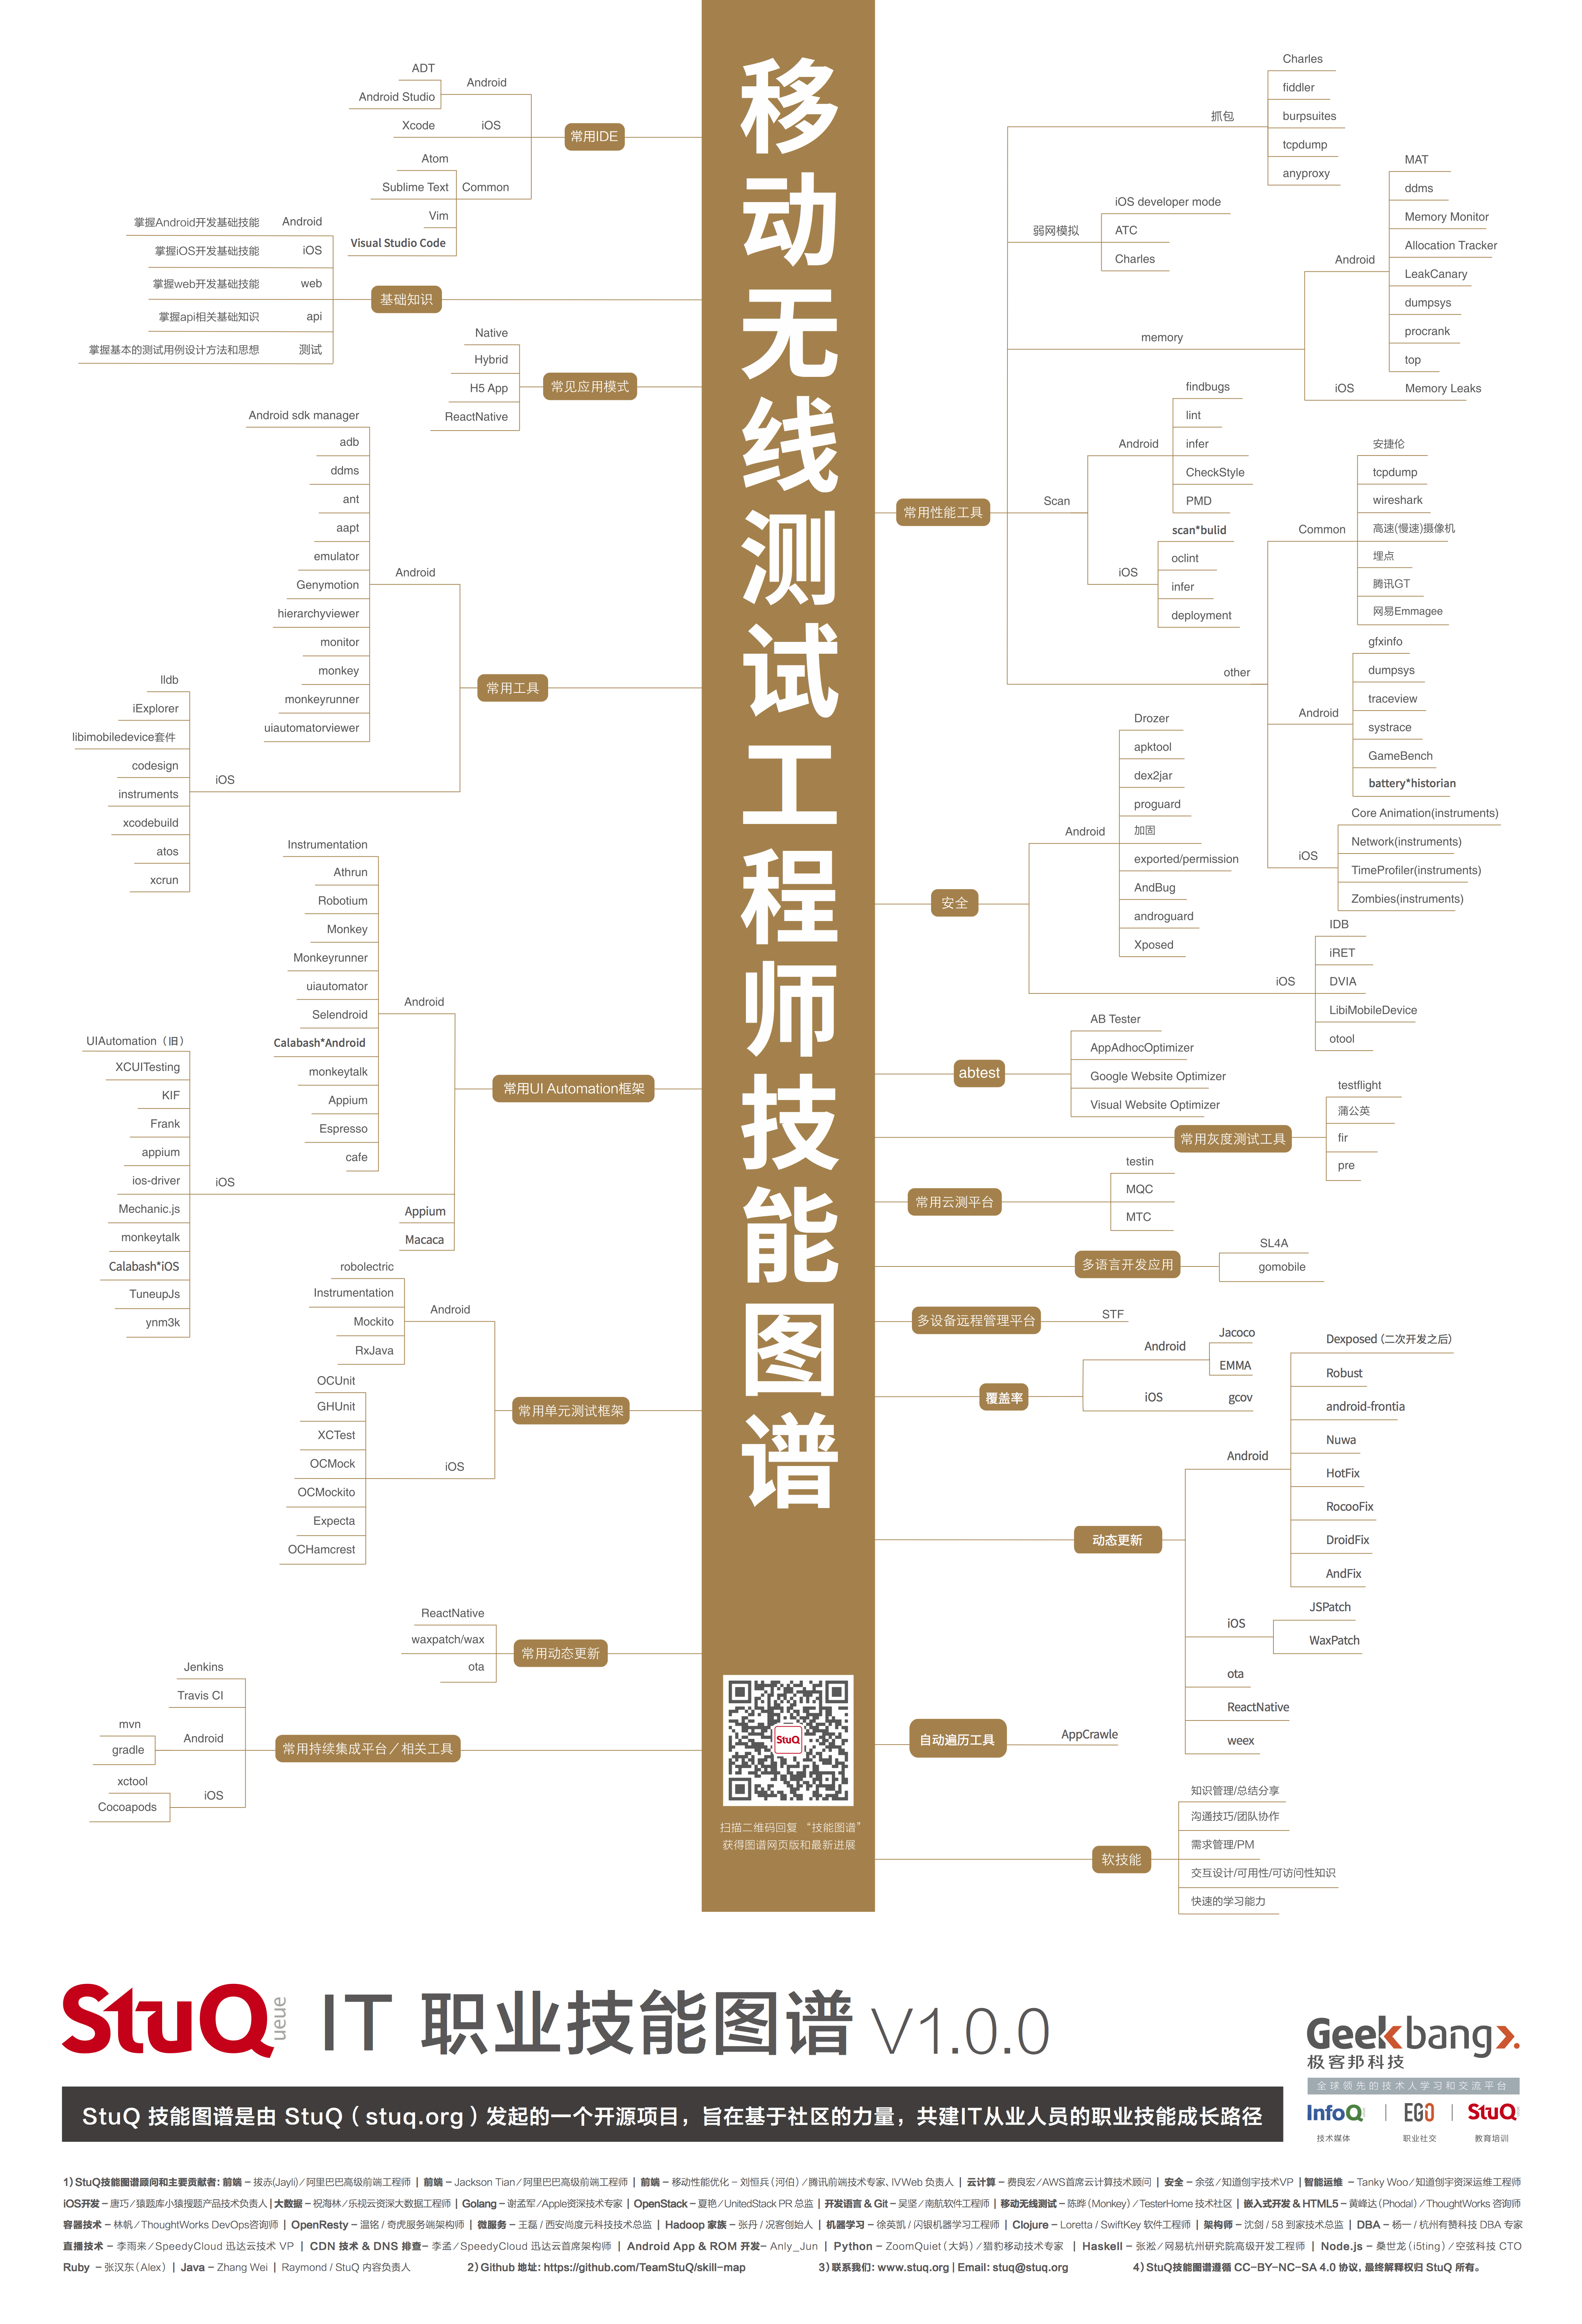 移动无线测试工程师技能图谱
常用IDE
Android
ADT
Android Studio
iOS
Xcode
Common
Atom
Sublime Text
Vim
Visual Studio Code
基础知识
Android
掌握Android开发基础技能
iOS
掌握iOS开发基础技能
web
掌握web开发基础技能
api
掌握api相关基础知识
测试
掌握基本的测试用例设计方法和思想
常见应用模式
Native
Hybrid
H5 App
ReactNative
常用工具
Android
Android sdk manager
adb
ddms
ant
aapt
emulator
Genymotion
hierarchyviewer
monitor
monkey
monkeyrunner
uiautomatorviewer
iOS
lldb
iExplorer
libimobiledevice套件
codesign
instruments
xcodebuild
atos
xcrun
常用UI Automation框架
Android
Instrumentation
Athrun
Robotium
Monkey
Monkeyrunner
uiautomator
Selendroid
Calabash*Android
monkeytalk
Appium
Espresso
cafe
iOS
UIAutomation（旧）
XCUITesting
KIF
Frank
appium
ios-driver
Mechanic.js
monkeytalk
Calabash*iOS
TuneupJs
ynm3k
Appium
Macaca
常用单元测试框架
Android
robolectric
Instrumentation
Mockito
RxJava
iOS
OCUnit
GHUnit
XCTest
OCMock
OCMockito
Expecta
OCHamcrest
常用动态更新
ReactNative
waxpatch/wax
ota
常用持续集成平台／相关工具
Jenkins
Travis CI
Android
mvn
gradle
iOS
xctool
Cocoapods
常用性能工具
抓包
Charles
fiddler
burpsuites
tcpdump
anyproxy
弱网模拟
iOS developer mode
ATC
Charles
memory
Android
MAT
ddms
Memory Monitor
Allocation Tracker
LeakCanary
dumpsys
procrank
top
iOS
Memory Leaks
Scan
Android
findbugs
lint
infer
CheckStyle
PMD
iOS
scan*bulid
oclint
infer
deployment
other
Common
安捷伦
tcpdump
wireshark
高速(慢速)摄像机
埋点
腾讯GT
网易Emmagee
Android
gfxinfo
dumpsys
traceview
systrace
GameBench
battery*historian
iOS
Core Animation(instruments)
Network(instruments)
TimeProfiler(instruments)
Zombies(instruments)
安全
Android
Drozer
apktool
dex2jar
proguard
加固
exported/permission
AndBug
androguard
Xposed
iOS
IDB
iRET
DVIA
LibiMobileDevice
otool
abtest
AB Tester
AppAdhocOptimizer
Google Website Optimizer
Visual Website Optimizer
常用灰度测试工具
testflight
蒲公英
fir
pre
常用云测平台
testin
MQC
MTC
多语言开发应用
SL4A
gomobile
多设备远程管理平台
STF
覆盖率
Android
Jacoco
EMMA
iOS
gcov
动态更新
Android
Dexposed（二次开发之后）
Robust
android-frontia
Nuwa
HotFix
RocooFix
DroidFix
AndFix
iOS
JSPatch
WaxPatch
ota
ReactNative
weex
自动遍历工具
AppCrawle
软技能
知识管理/总结分享
沟通技巧/团队协作
需求管理/PM
交互设计/可用性/可访问性知识
快速的学习能力
StuQ
扫描二维码回复 “技能图谱”
获得图谱网页版和最新进展
StuQ ueue IT 职业技能图谱 V1.0.0
StuQ 技能图谱是由 StuQ（stuq.org）发起的一个开源项目，旨在基于社区的力量，共建IT从业人员的职业技能成长路径
Geekbang>.
极客邦科技
全球领先的技术人学习和交流平台
InfoQ | EGO | StuQ
技术媒体 职业社交 教育培训
1）StuQ技能图谱顾问和主要贡献者：前端 – 拔赤(Jayli)／阿里巴巴高级前端工程师 | 前端 – Jackson Tian／阿里巴巴高级前端工程师 | 前端 – 移动性能优化 – 刘恒兵（河伯）／腾讯前端技术专家、IVWeb 负责人 | 云计算 – 费良宏／AWS首席云计算技术顾问 | 安全 – 余弦／知道创宇技术VP | 智能运维 – Tanky Woo／知道创宇资深运维工程师
iOS开发 – 唐巧／猿题库小猿搜题产品技术负责人 | 大数据 – 祝海林／乐视云资深大数据工程师 | Golang – 谢孟军／Apple资深技术专家 | OpenStack – 夏艳／UnitedStack PR 总监 | 开发语言 & Git – 吴坚／南航软件工程师 | 移动无线测试 – 陈晔（Monkey）／TesterHome 技术社区 | 嵌入式开发 & HTML5 – 黄峰达（Phodal）／ThoughtWorks 咨询师
容器技术 – 林帆／ThoughtWorks DevOps咨询师 | OpenResty – 温铭／奇虎服务端架构师 | 微服务 – 王磊／西安尚度元科技技术总监 | Hadoop 家族 – 张丹／况客创始人 | 机器学习 – 徐英凯／闪银机器学习工程师 | Clojure – Loretta／SwiftKey 软件工程师 | 架构师 – 沈剑／58 到家技术总监 | DBA – 杨一／杭州有赞科技 DBA 专家
直播技术 – 李雨来／SpeedyCloud 迅达云技术 VP | CDN 技术 & DNS 排查– 李孟／SpeedyCloud 迅达云首席架构师 | Android App & ROM 开发– Anly_Jun | Python – ZoomQuiet（大妈）／猎豹移动技术专家 | Haskell – 张淞／网易杭州研究院高级开发工程师 | Node.js – 桑世龙（i5ting）／空弦科技 CTO
Ruby – 张汉东（Alex） | Java – Zhang Wei | Raymond / StuQ 内容负责人 2）Github 地址：https://github.com/TeamStuQ/skill-map 3）联系我们：www.stuq.org | Email: stuq@stuq.org 4）StuQ技能图谱遵循 CC-BY-NC-SA 4.0 协议，最终解释权归 StuQ 所有。